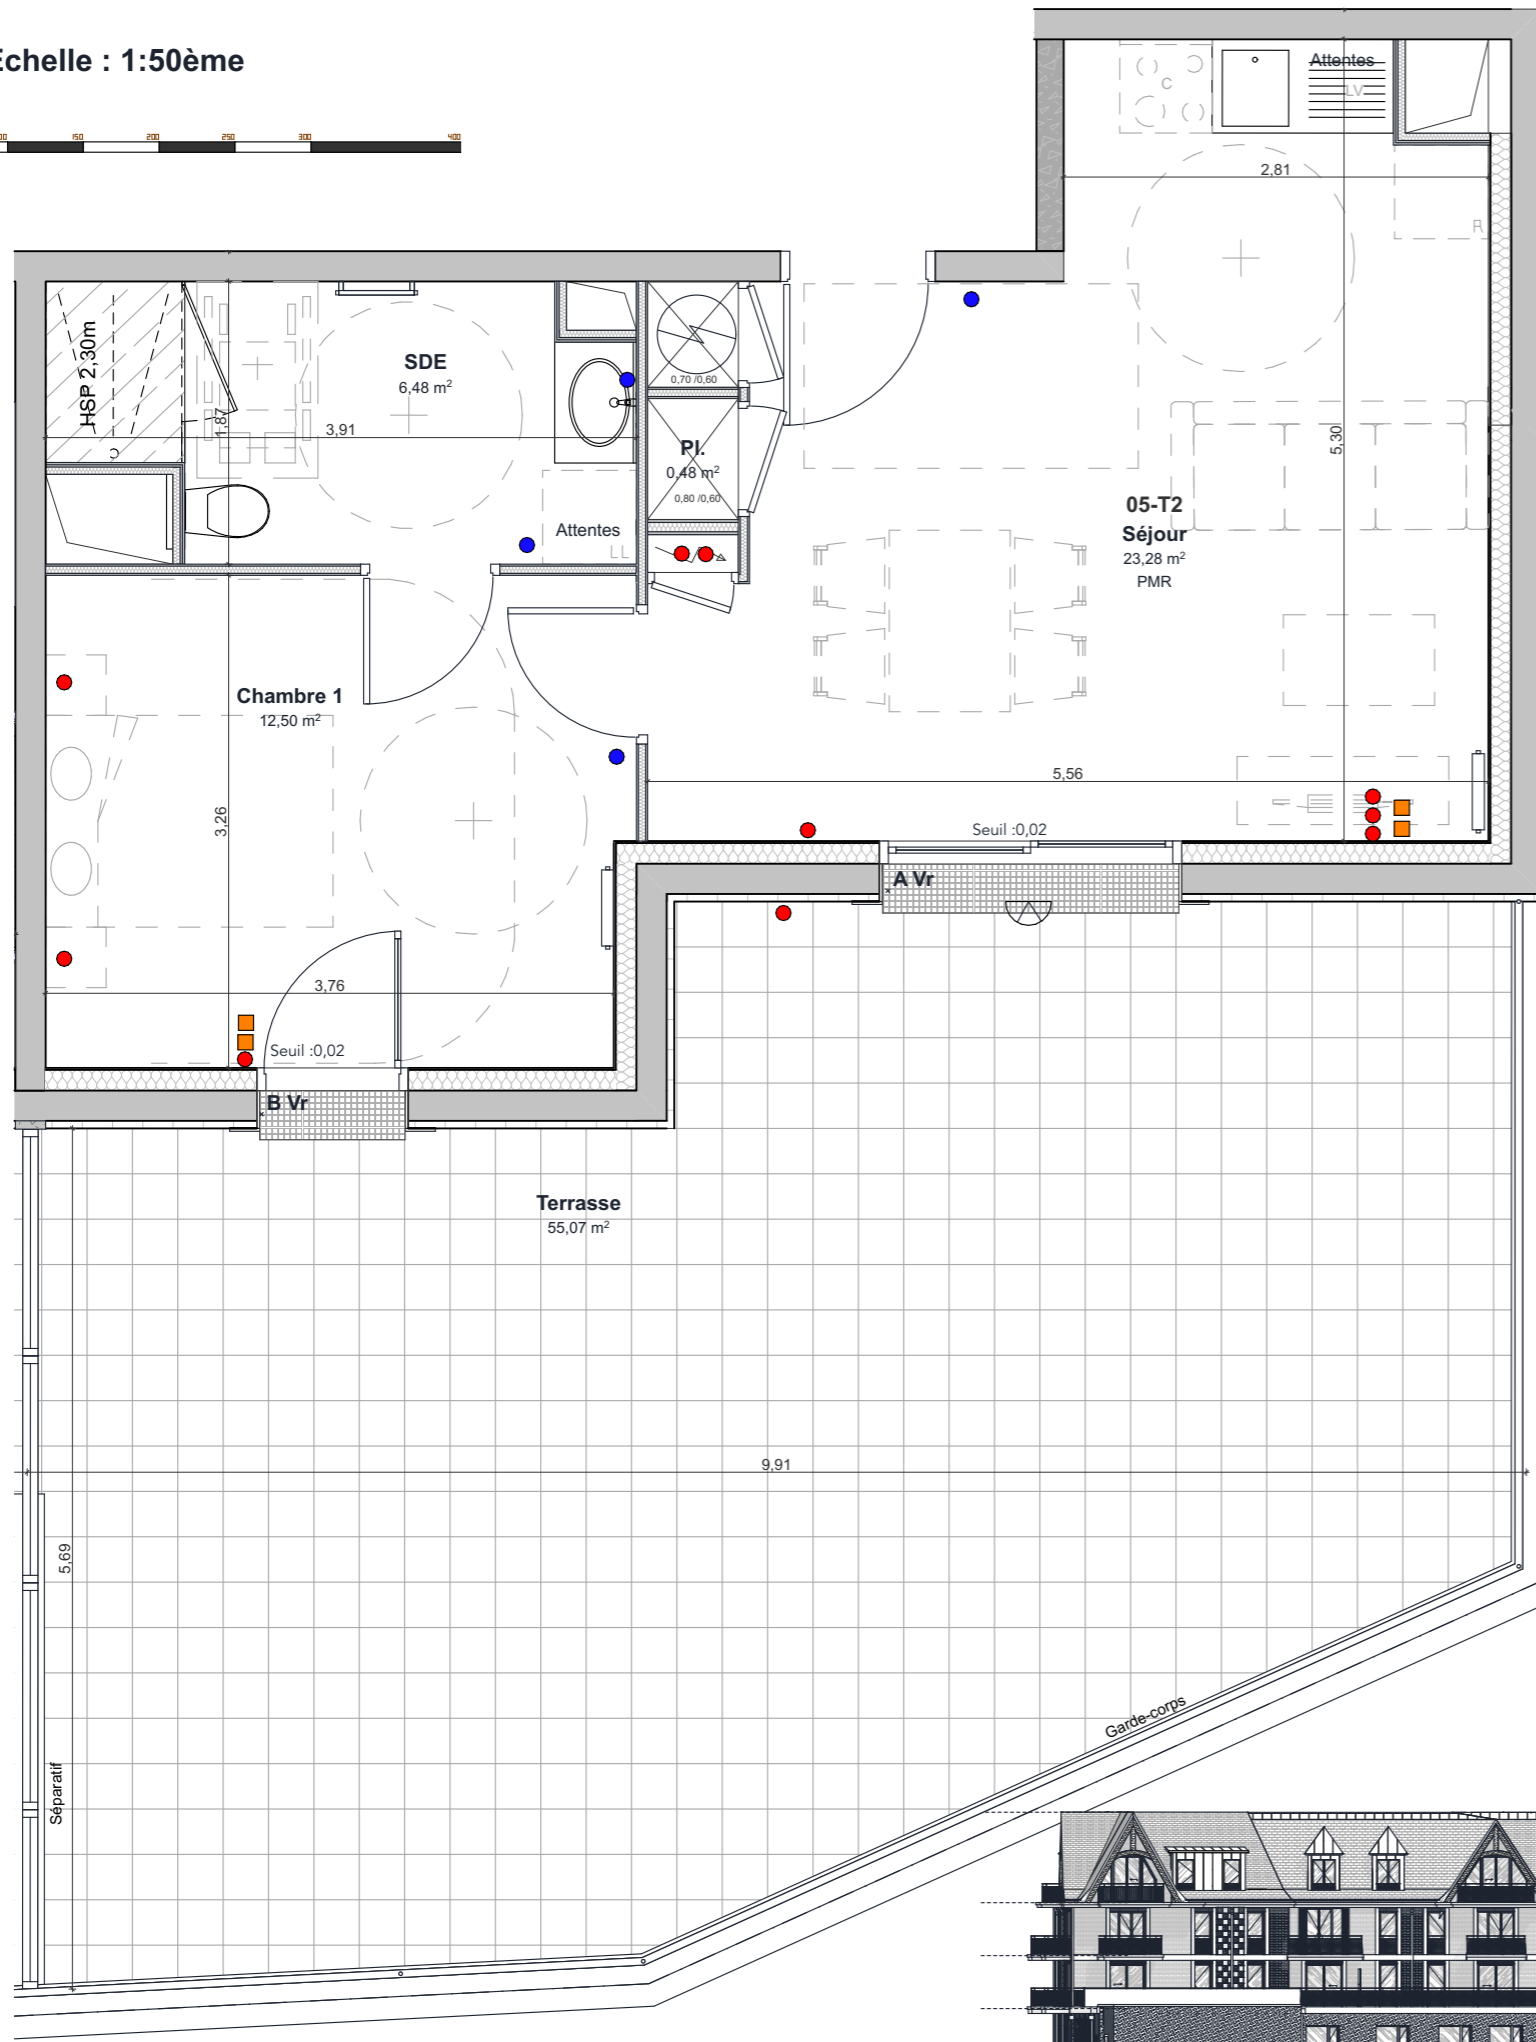 Echelle : 1:50ème
150 200 250 300 400
Attentes
C
LV
2,81
R
HSP 2,30m
SDE
6,48 m²
1,87
3,91
0,70 /0,60
Pl.
0,48 m²
0,80 /0,60
Attentes
LL
5,30
05-T2
Séjour
23,28 m²
PMR
Chambre 1
12,50 m²
3,26
5,56
Seuil :0,02
A Vr
3,76
Seuil :0,02
B Vr
Terrasse
55,07 m²
9,91
5,69
Garde-corps
Séparatif